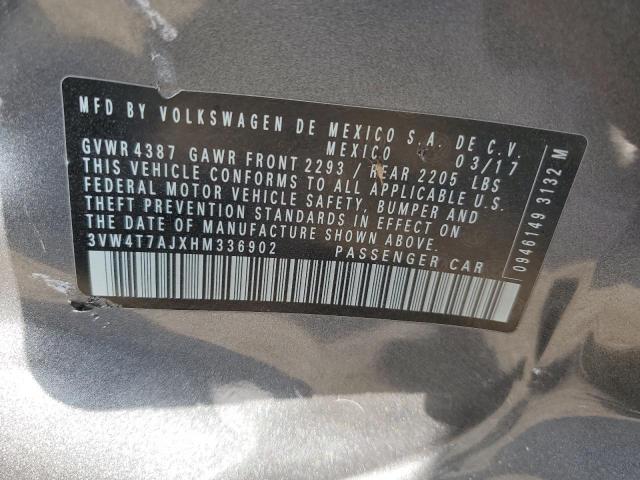 MFD BY VOLKSWAGEN DE MEXICO S.A. DE C.V.
MEXICO 03/17
GVWR 4387 GAWR FRONT 2293 / REAR 2205 LBS
THIS VEHICLE CONFORMS TO ALL APPLICABLE U.S.
FEDERAL MOTOR VEHICLE SAFETY, BUMPER AND
THEFT PREVENTION STANDARDS IN EFFECT ON
THE DATE OF MANUFACTURE SHOWN ABOVE.
3VW4T7AJXHM336902 PASSENGER CAR
0946149 3132 M